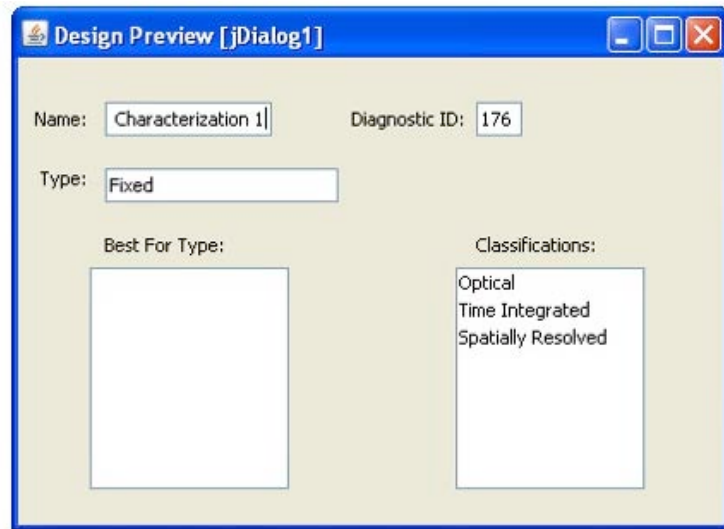 Design Preview [jDialog1]
Name: Characterization 1 Diagnostic ID: 176
Type: Fixed
Best For Type: Classifications:
Optical
Time Integrated
Spatially Resolved